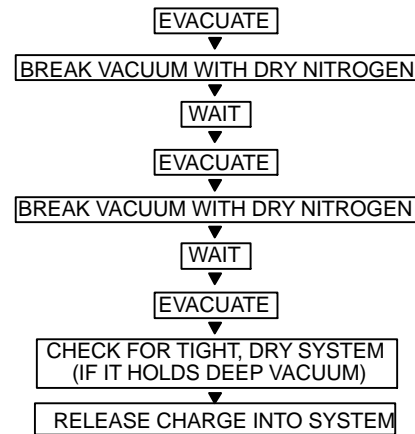 EVACUATE
BREAK VACUUM WITH DRY NITROGEN
WAIT
EVACUATE
BREAK VACUUM WITH DRY NITROGEN
WAIT
EVACUATE
CHECK FOR TIGHT, DRY SYSTEM
(IF IT HOLDS DEEP VACUUM)
RELEASE CHARGE INTO SYSTEM